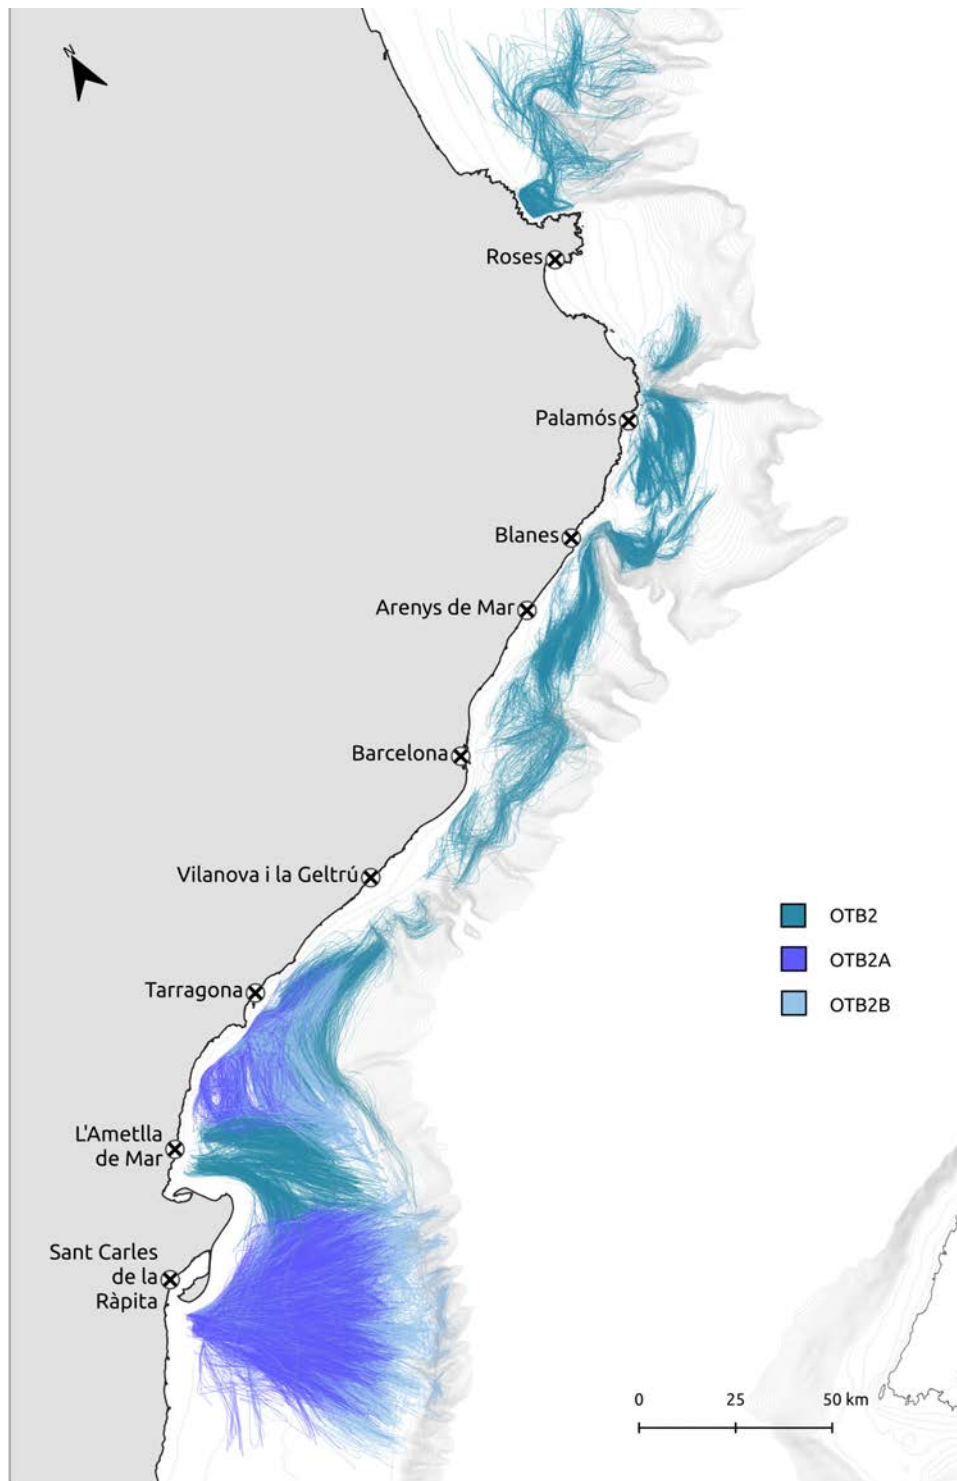 N
Roses
Palamós
Blanes
Arenys de Mar
Barcelona
Vilanova i la Geltrú
OTB2
OTB2A
Tarragona
OTB2B
L'Ametlla
de Mar
Sant Carles
de la
Ràpita
0 25 50 km